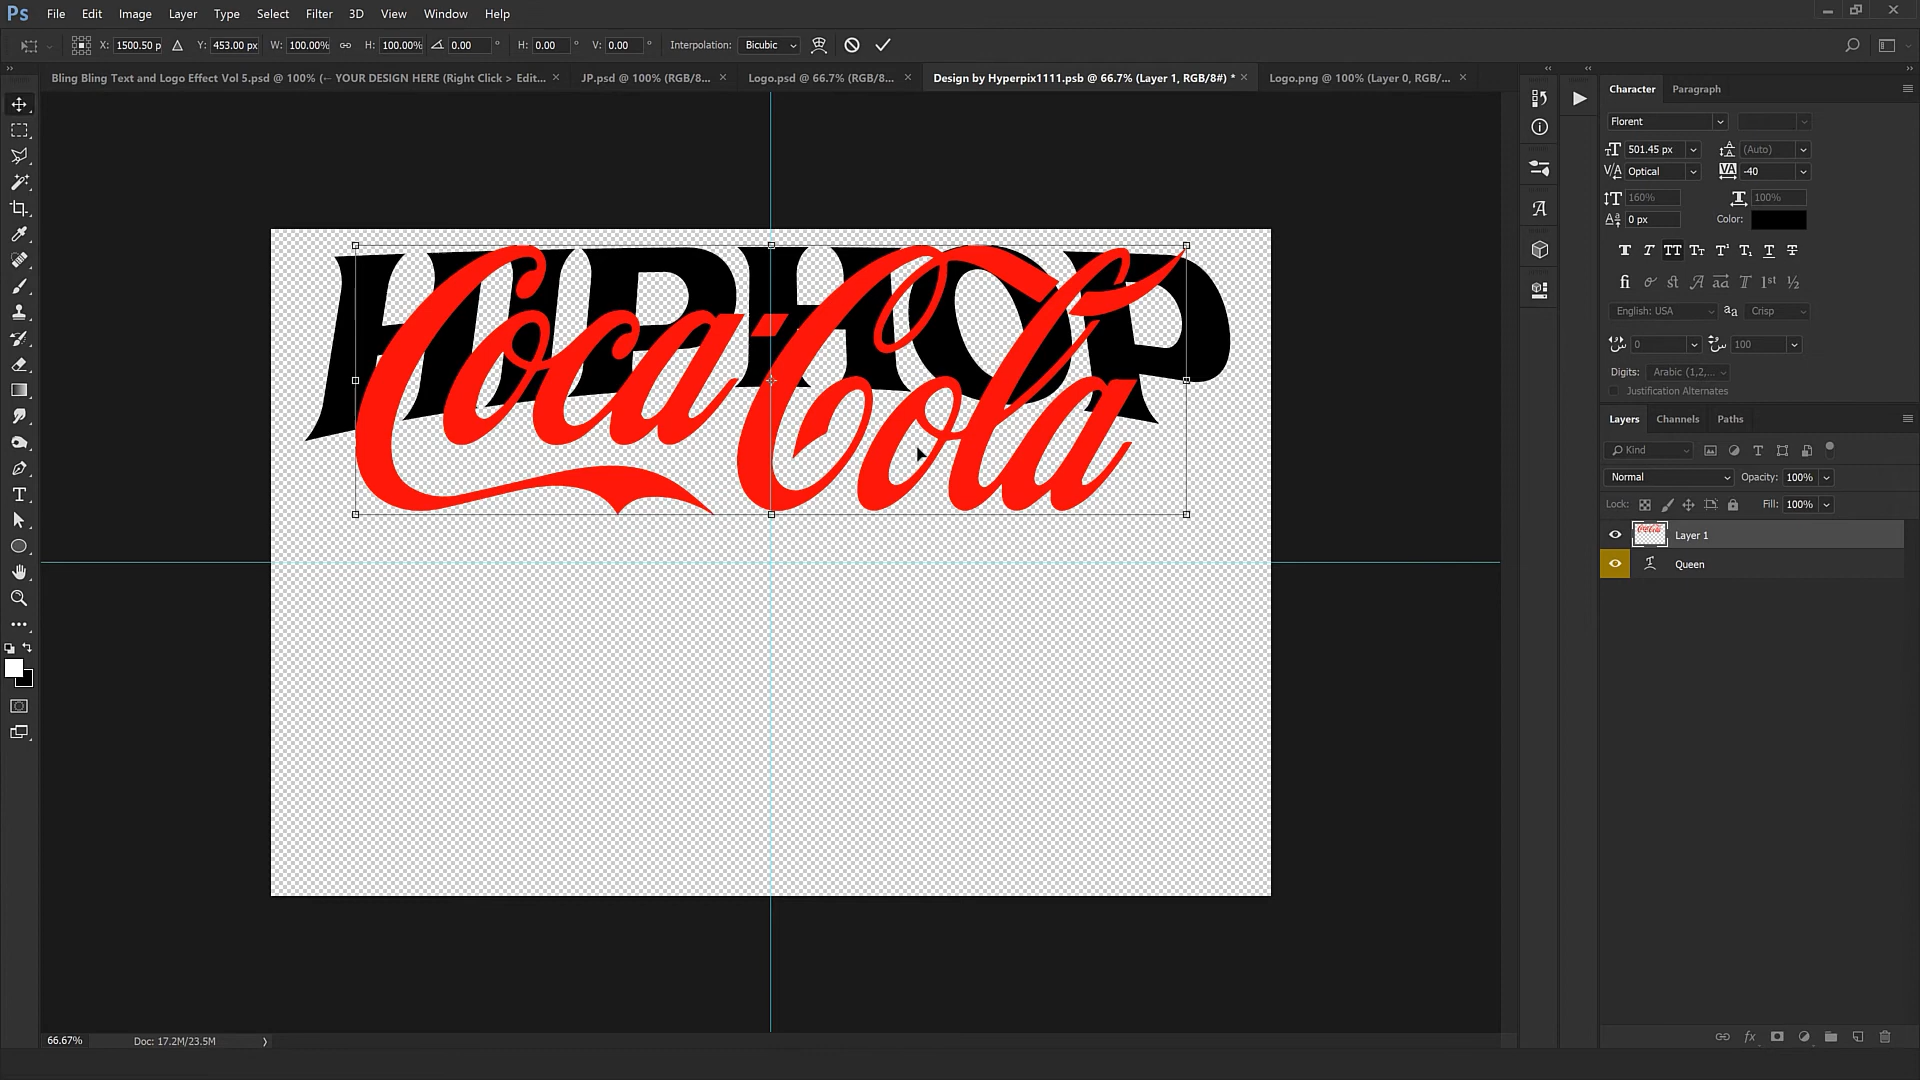 Ps File Edit Image Layer Type Select Filter 3D View Window Help
X: 1500.50 p Y: 453.00 px W: 100.00% H: 100.00% 0.00 ° H: 0.00 ° V: 0.00 ° Interpolation: Bicubic
Bling Bling Text and Logo Effect Vol 5.psd @ 100% (← YOUR DESIGN HERE (Right Click > Edit... × JP.psd @ 100% (RGB/8... × Logo.psd @ 66.7% (RGB/8... × Design by Hyperpix1111.psb @ 66.7% (Layer 1, RGB/8#) * × Logo.png @ 100% (Layer 0, RGB/... ×
HIPHOP
Coca-Cola
Character Paragraph
Florent
501.45 px (Auto)
Optical -40
160% 100%
0 px Color:
English: USA aa Crisp
0 100
Digits: Arabic (1,2,...
Justification Alternates
Layers Channels Paths
Kind
Normal Opacity: 100%
Lock: Fill: 100%
Layer 1
Queen
66.67% Doc: 17.2M/23.5M